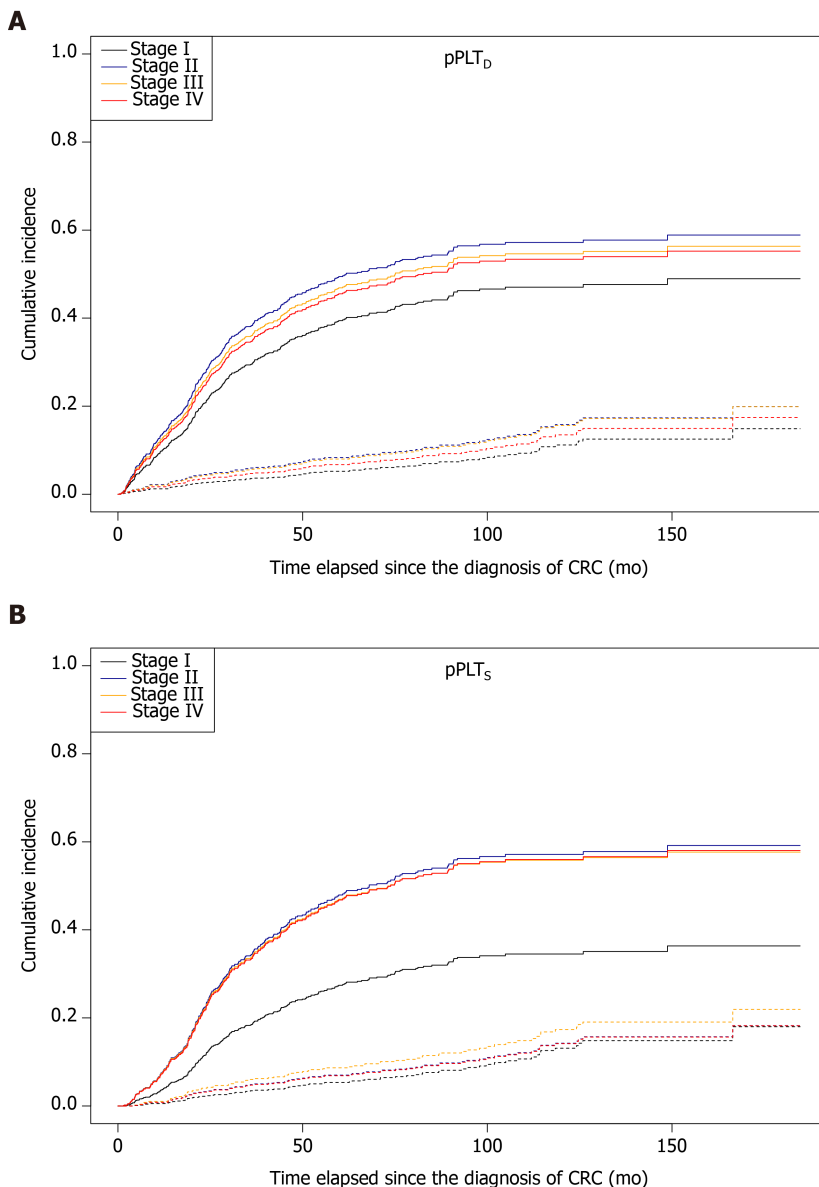 A
pPLT_D
Stage I
Stage II
Stage III
Stage IV
1.0
0.8
0.6
0.4
0.2
0.0
Cumulative incidence
0 50 100 150
Time elapsed since the diagnosis of CRC (mo)
B
pPLT_S
Stage I
Stage II
Stage III
Stage IV
1.0
0.8
0.6
0.4
0.2
0.0
Cumulative incidence
0 50 100 150
Time elapsed since the diagnosis of CRC (mo)